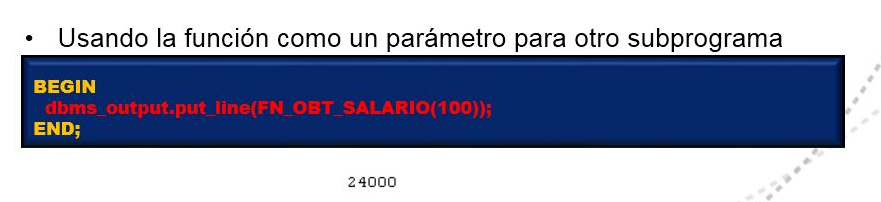 • Usando la función como un parámetro para otro subprograma
BEGIN
dbms_output.put_line(FN_OBT_SALARIO(100));
END;
24000